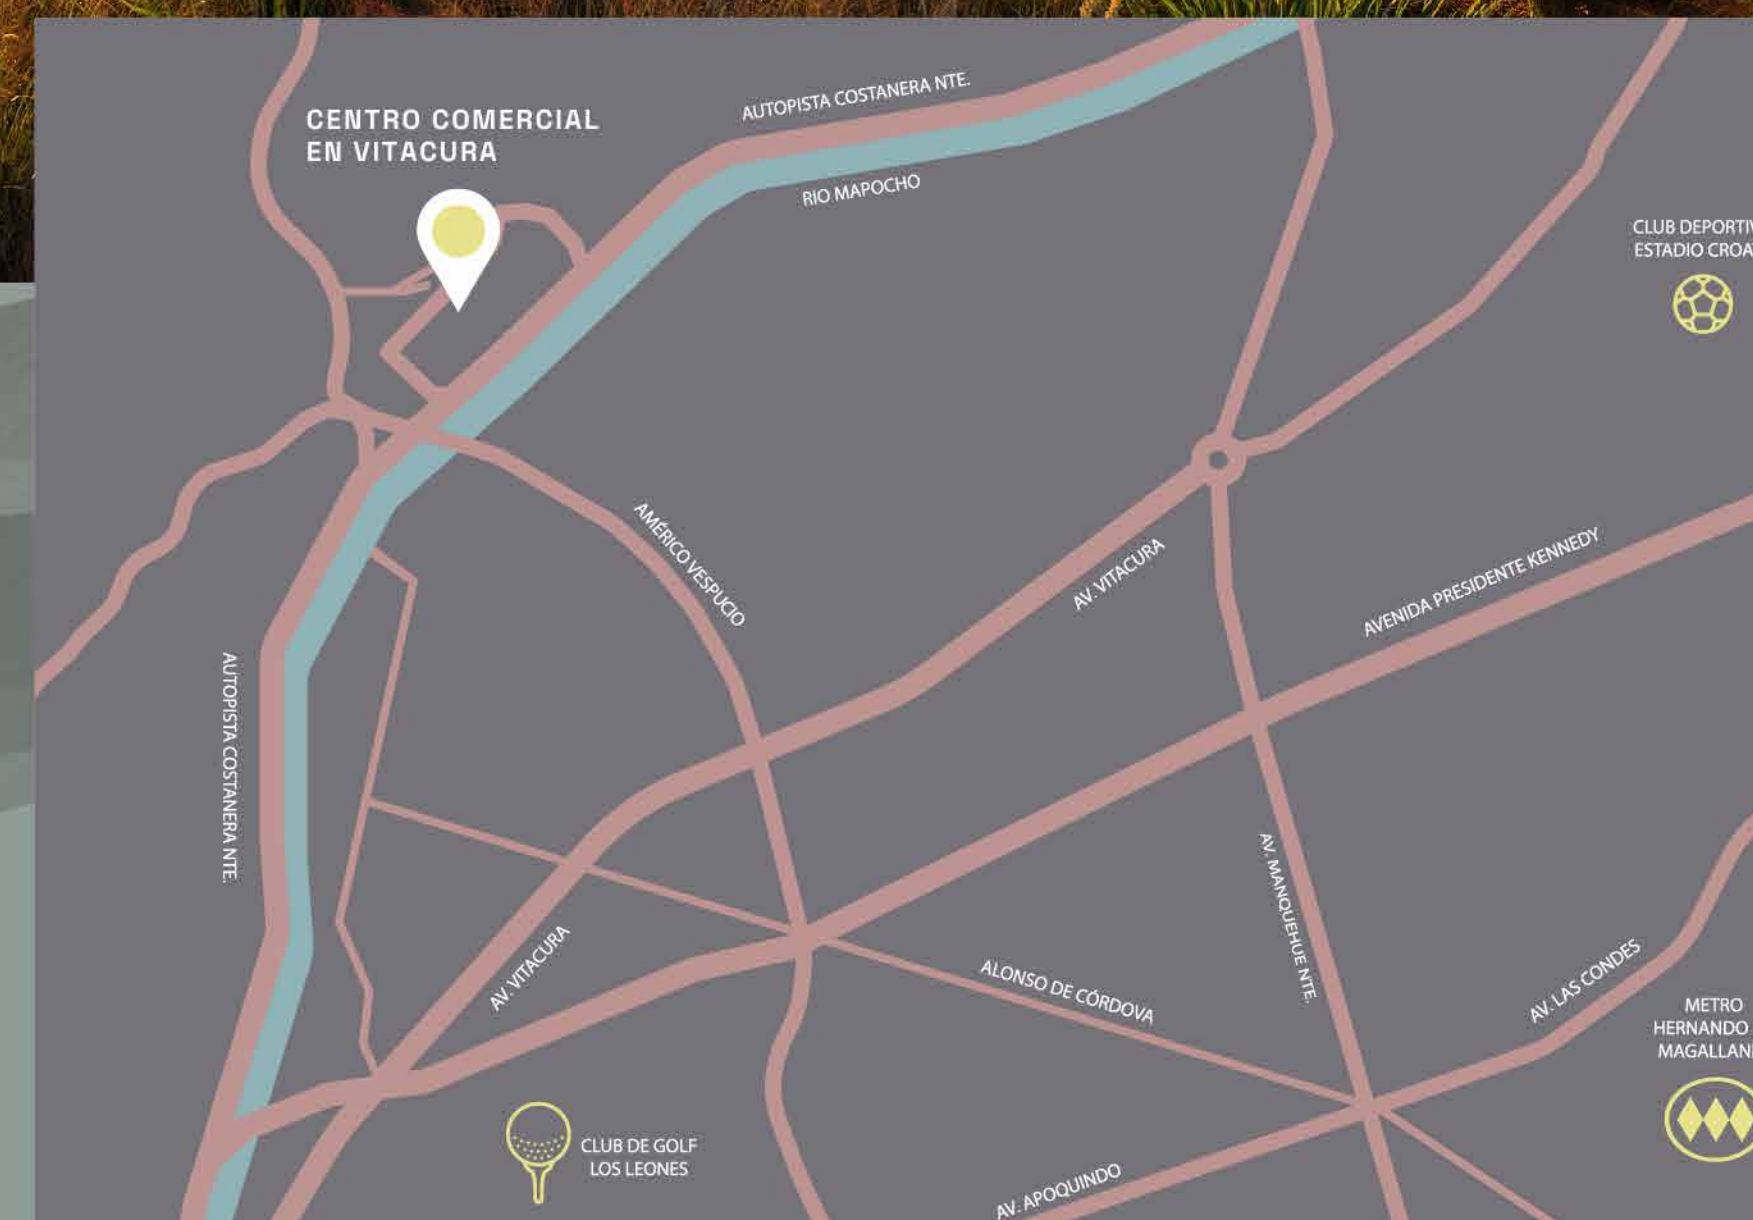 CENTRO COMERCIAL
EN VITACURA
AUTOPISTA COSTANERA NTE.
RIO MAPOCHO
CLUB DEPORTIV
ESTADIO CROA
AMÉRICO VESPUCIO
AV. VITACURA
AVENIDA PRESIDENTE KENNEDY
AUTOPISTA COSTANERA NTE.
AV. MANQUEHUE NTE.
AV. VITACURA
ALONSO DE CÓRDOVA
AV. LAS CONDES
METRO
HERNANDO
MAGALLAN
CLUB DE GOLF
LOS LEONES
AV. APOQUINDO